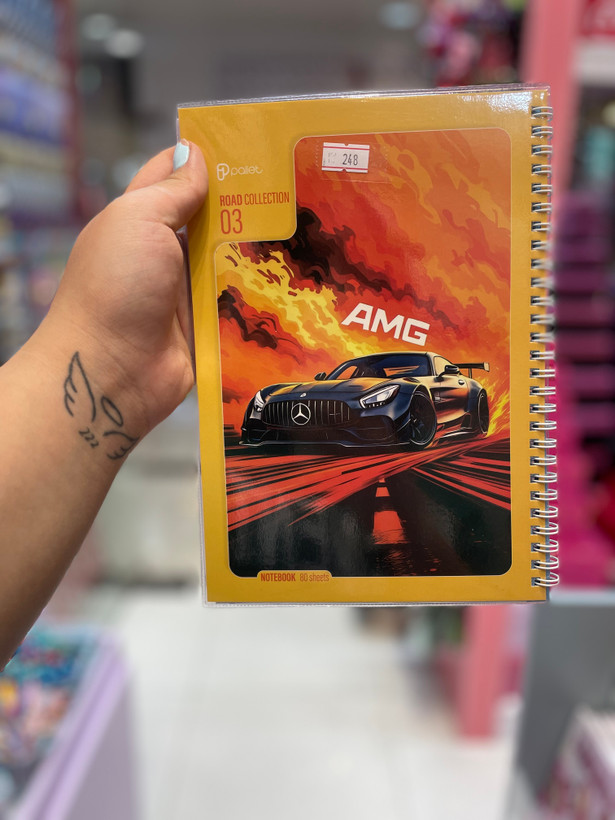 pallet
ROAD COLLECTION
03
248
AMG
NOTEBOOK 80 sheets